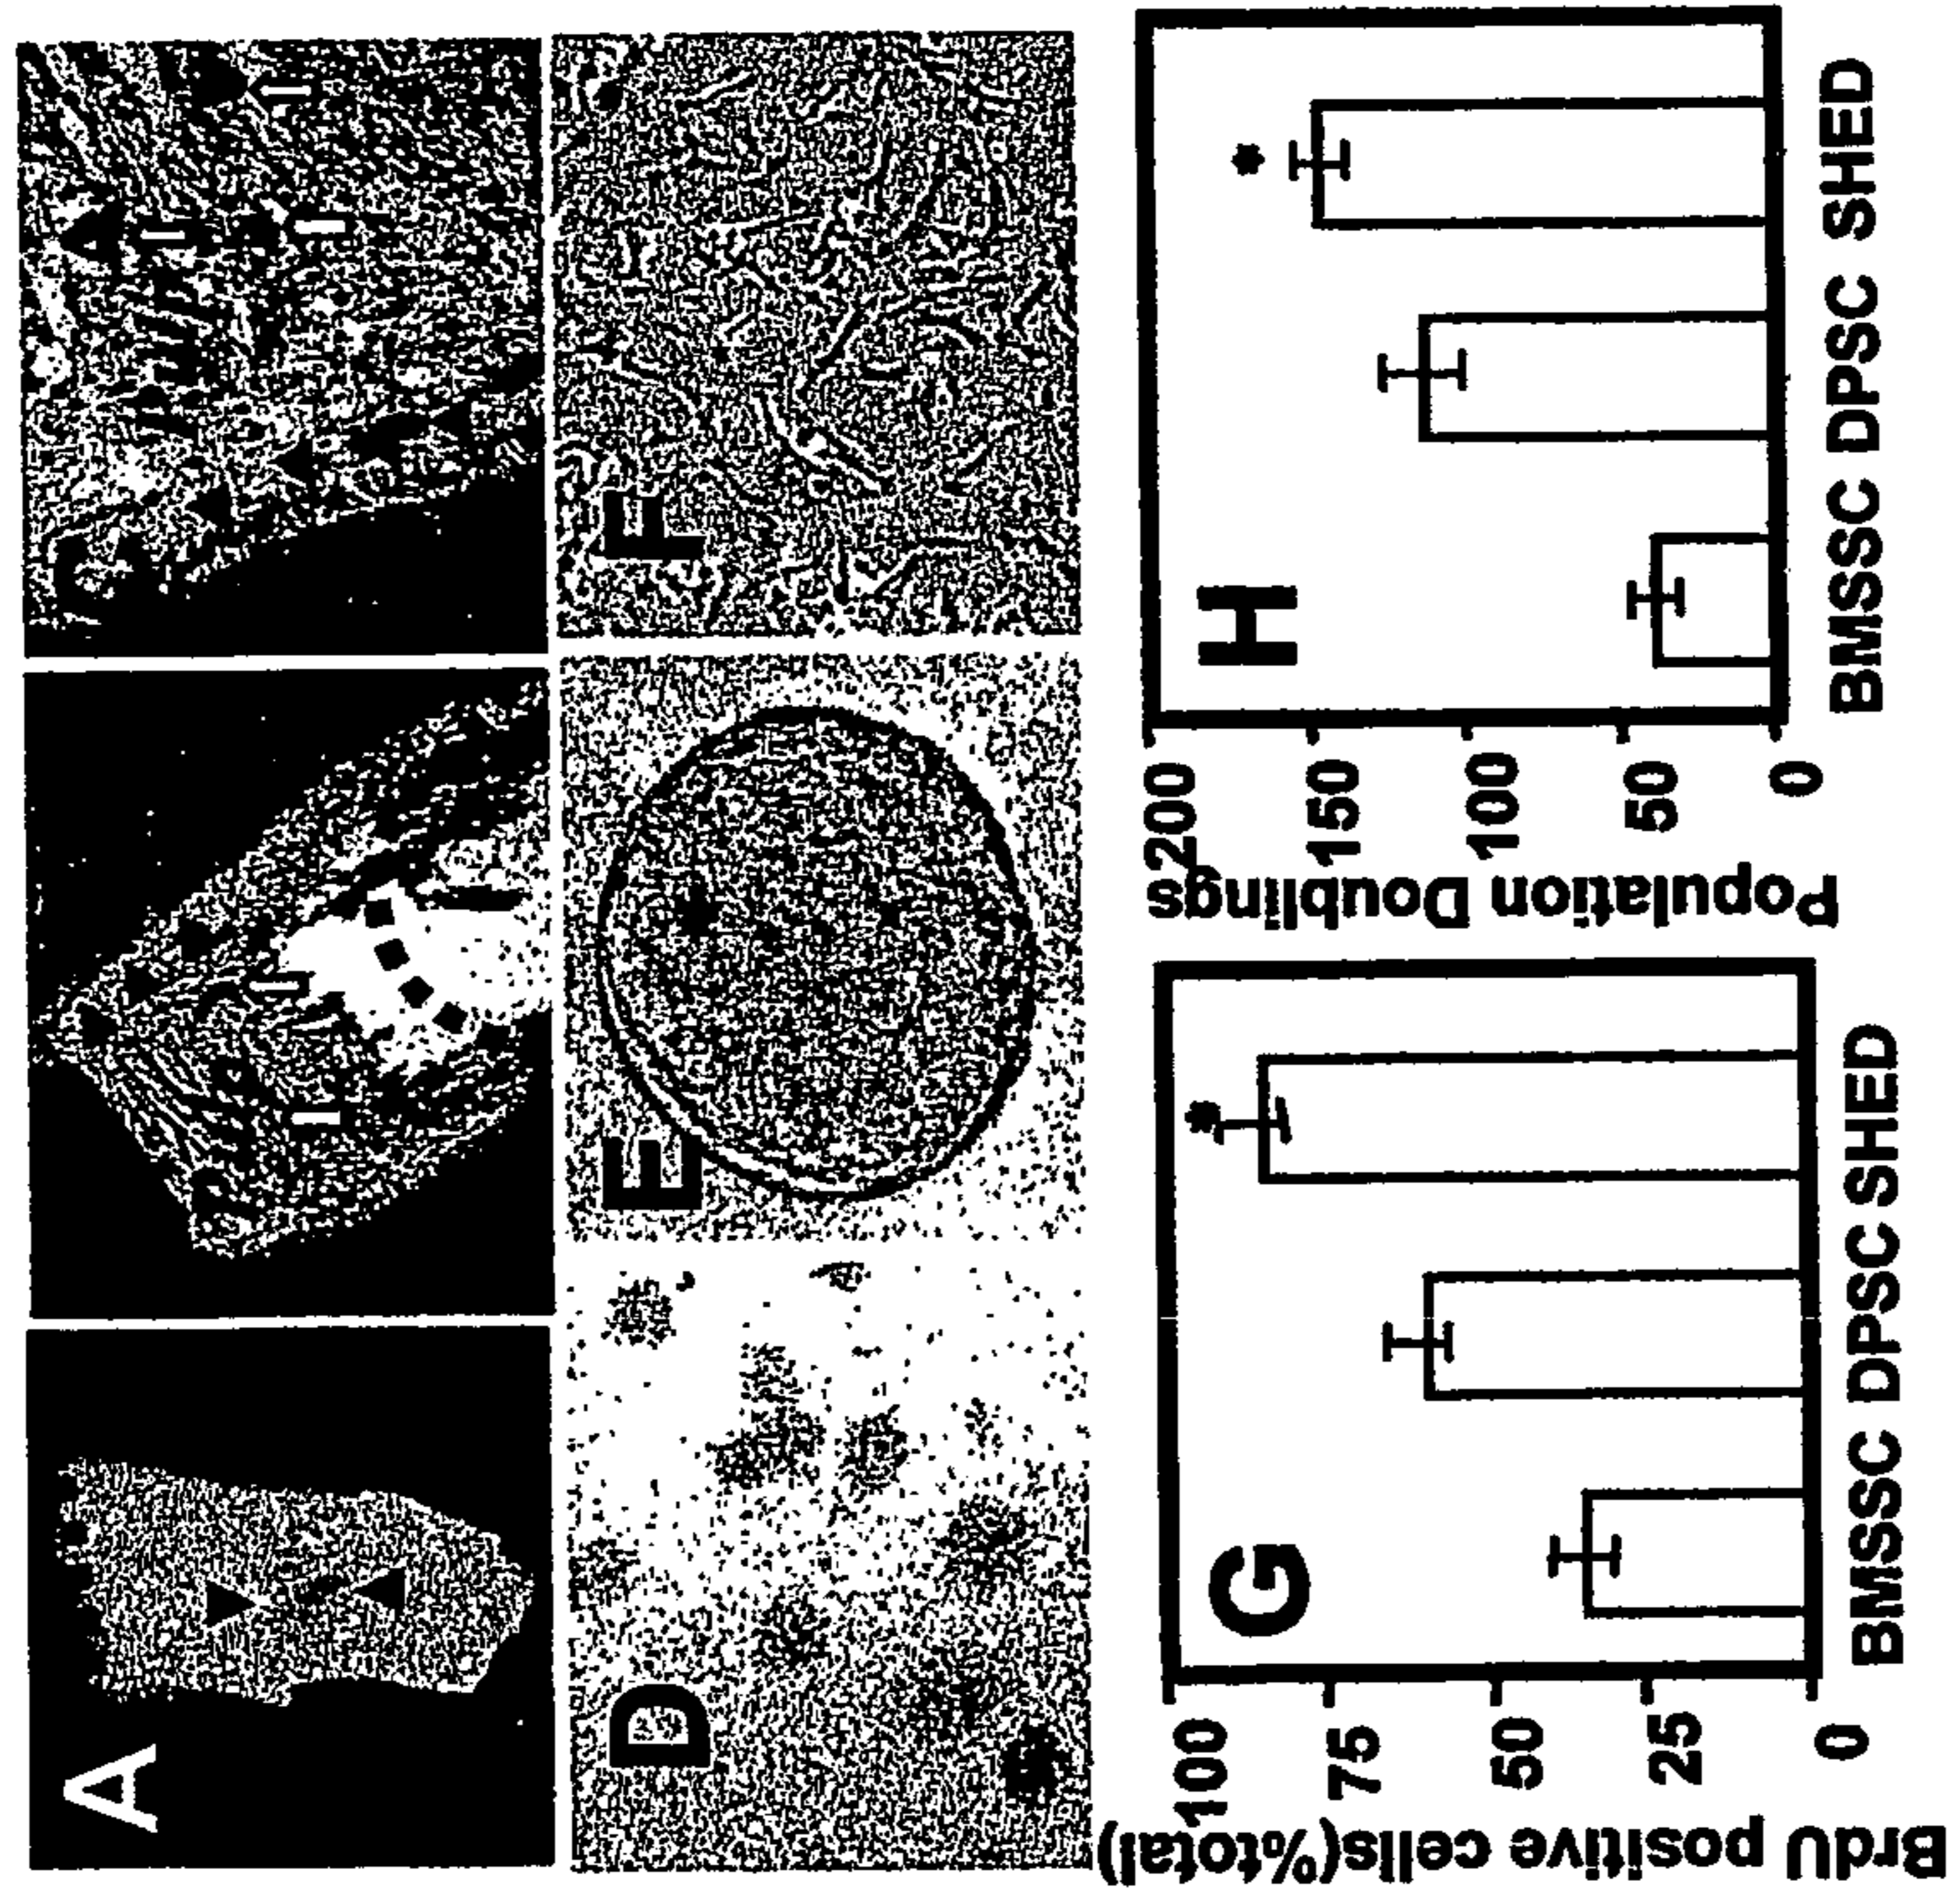 A
C
D
E
F
G
BrdU positive cells(%total)
100
75
50
25
0
BMSSC DPSC SHED
*
H
Population Doublings
200
150
100
50
0
BMSSC DPSC SHED
*